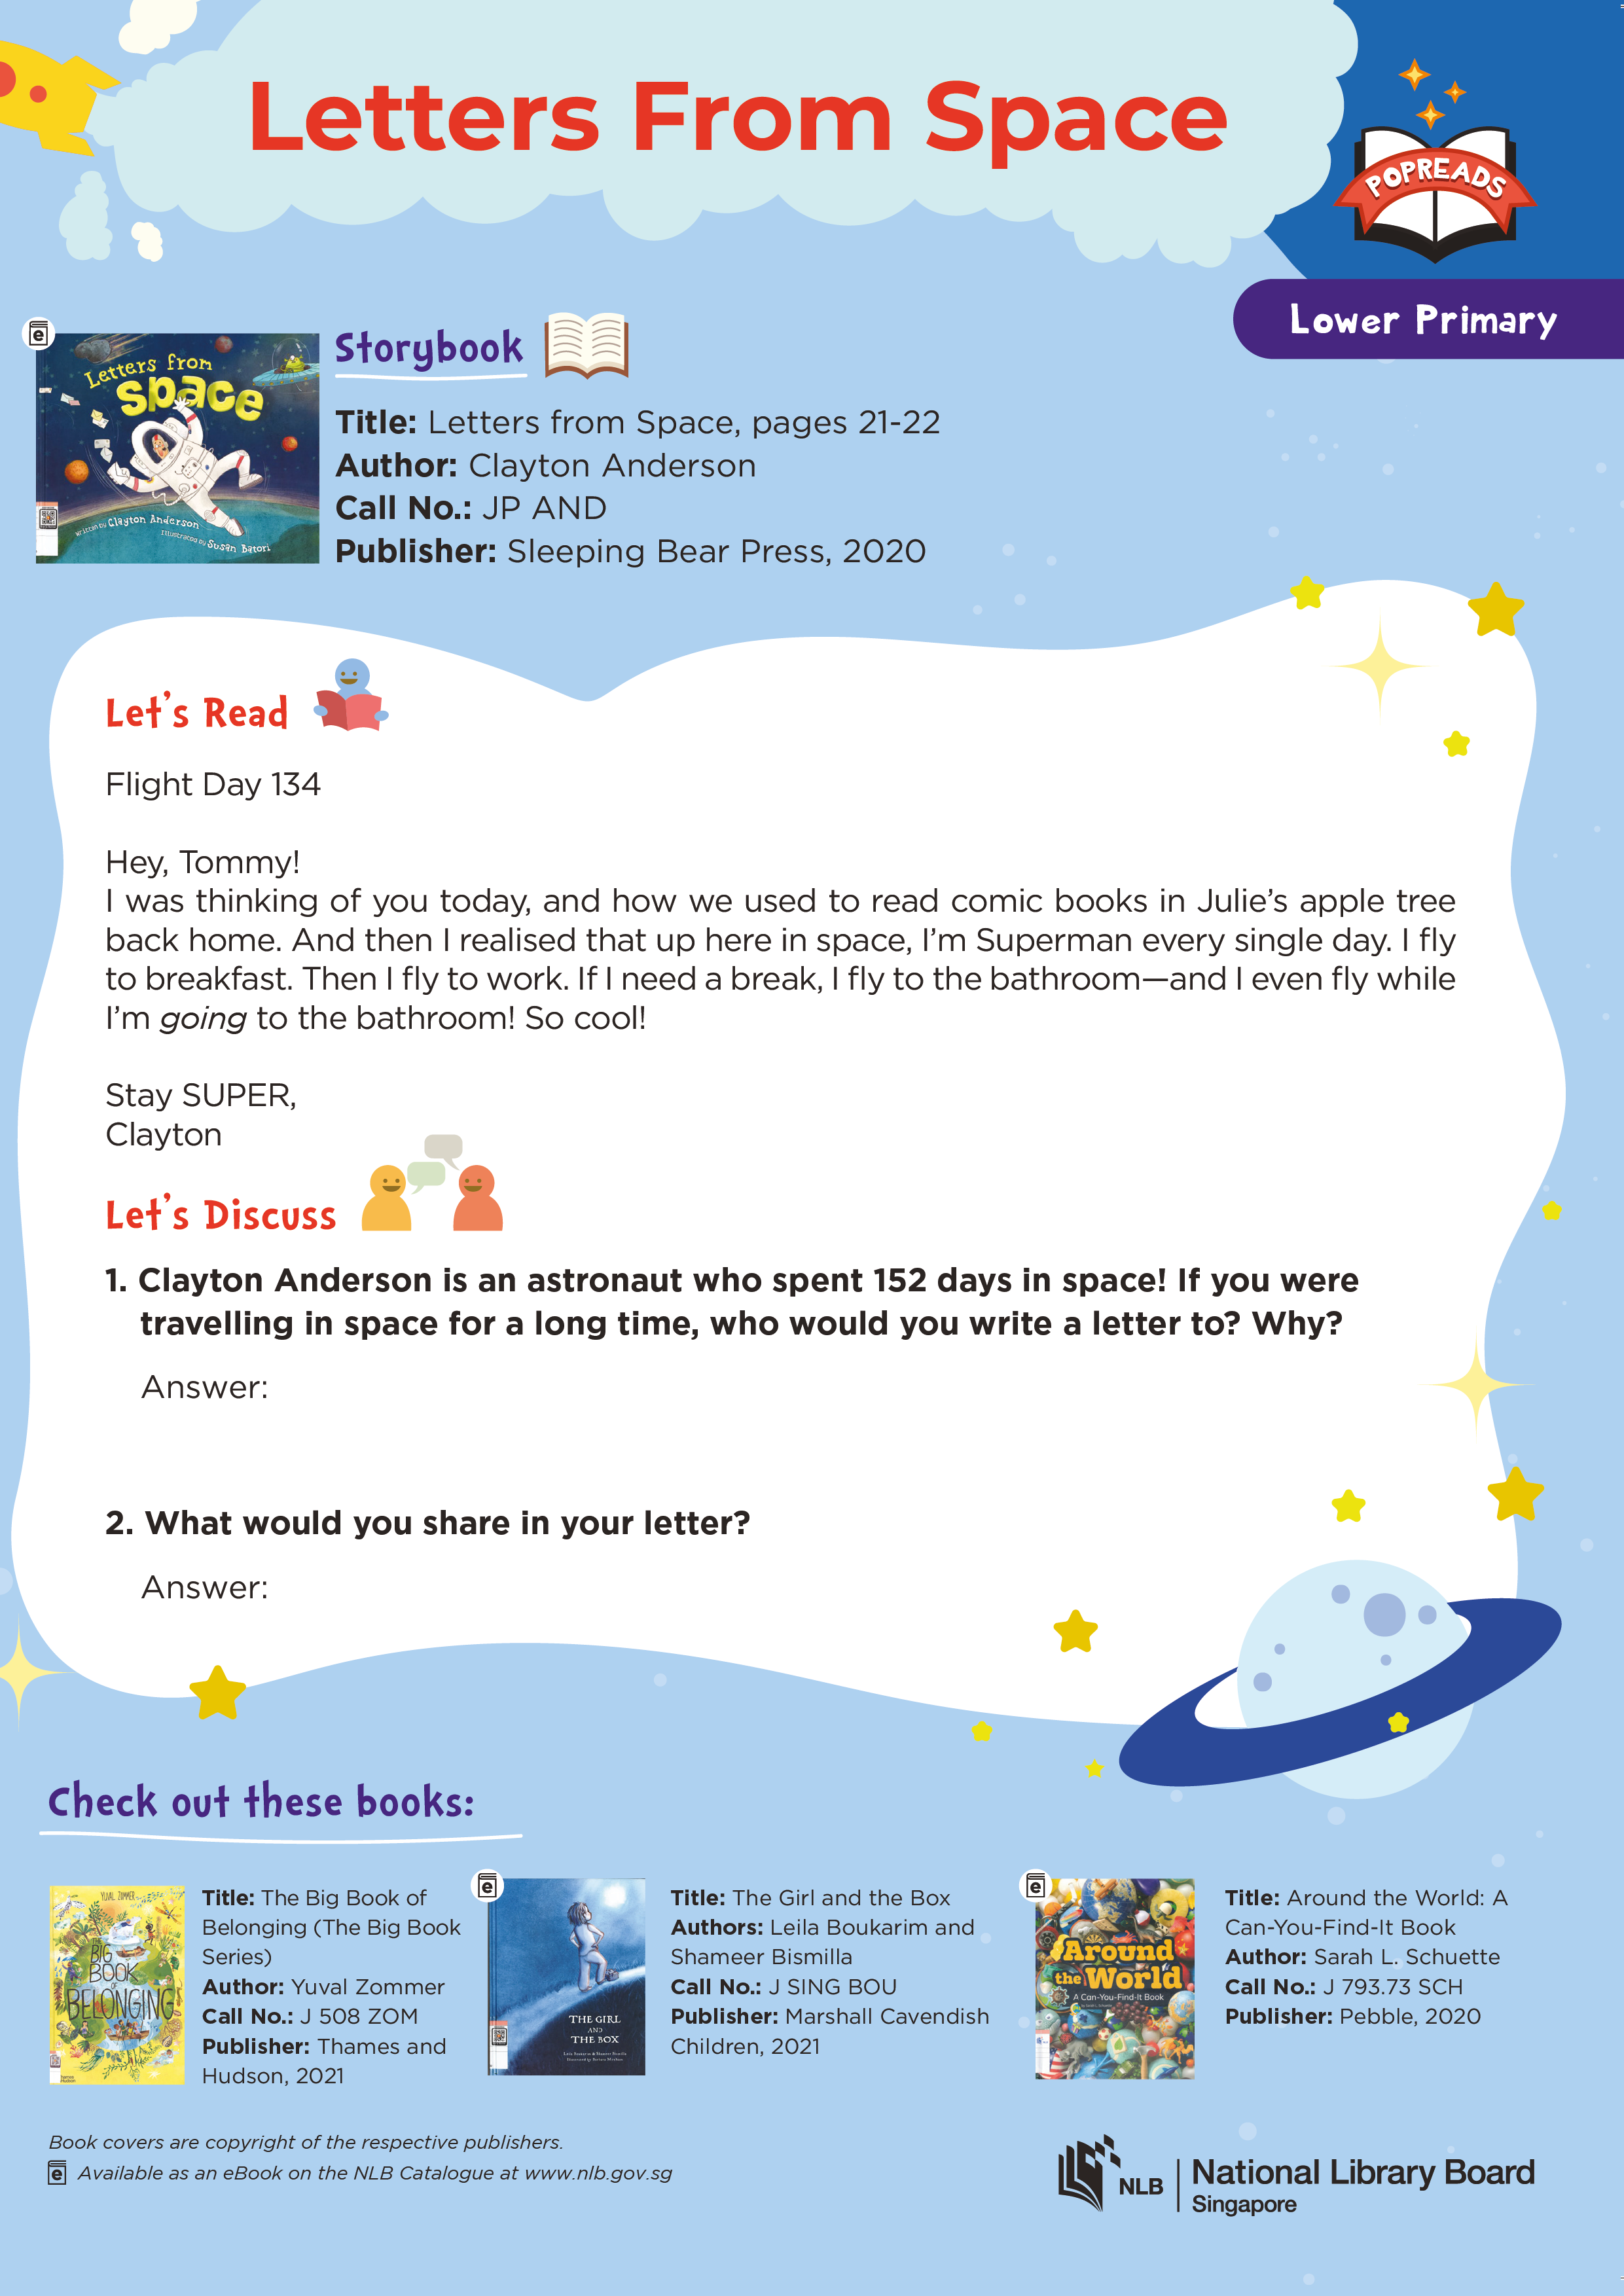 Letters From Space
POPREADS
Lower Primary
e
Letters from
space
written by Clayton Anderson
Illustrated by Susan Batori
Storybook
Title: Letters from Space, pages 21-22
Author: Clayton Anderson
Call No.: JP AND
Publisher: Sleeping Bear Press, 2020
Let's Read
Flight Day 134
Hey, Tommy!
I was thinking of you today, and how we used to read comic books in Julie's apple tree
back home. And then I realised that up here in space, I'm Superman every single day. I fly
to breakfast. Then I fly to work. If I need a break, I fly to the bathroom—and I even fly while
I'm going to the bathroom! So cool!
Stay SUPER,
Clayton
Let's Discuss
1. Clayton Anderson is an astronaut who spent 152 days in space! If you were
travelling in space for a long time, who would you write a letter to? Why?
Answer:
2. What would you share in your letter?
Answer:
Check out these books:
YUVAL ZOMMER
THE
BIG
BOOK
OF
BELONGING
Thames
Hudson
Title: The Big Book of
Belonging (The Big Book
Series)
Author: Yuval Zommer
Call No.: J 508 ZOM
Publisher: Thames and
Hudson, 2021
e
THE GIRL
AND
THE BOX
Title: The Girl and the Box
Authors: Leila Boukarim and
Shameer Bismilla
Call No.: J SING BOU
Publisher: Marshall Cavendish
Children, 2021
e
Around
the World
A Can-You-Find-It Book
Title: Around the World: A
Can-You-Find-It Book
Author: Sarah L. Schuette
Call No.: J 793.73 SCH
Publisher: Pebble, 2020
Book covers are copyright of the respective publishers.
e Available as an eBook on the NLB Catalogue at www.nlb.gov.sg
NLB
National Library Board
Singapore